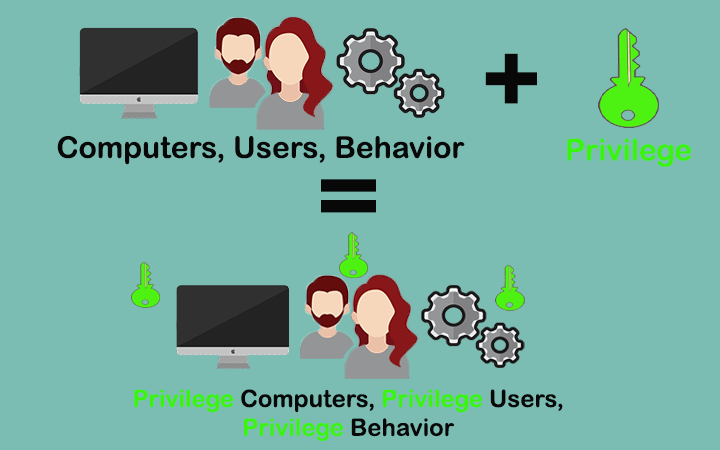 Computers, Users, Behavior
Privilege
Privilege Computers, Privilege Users,
Privilege Behavior